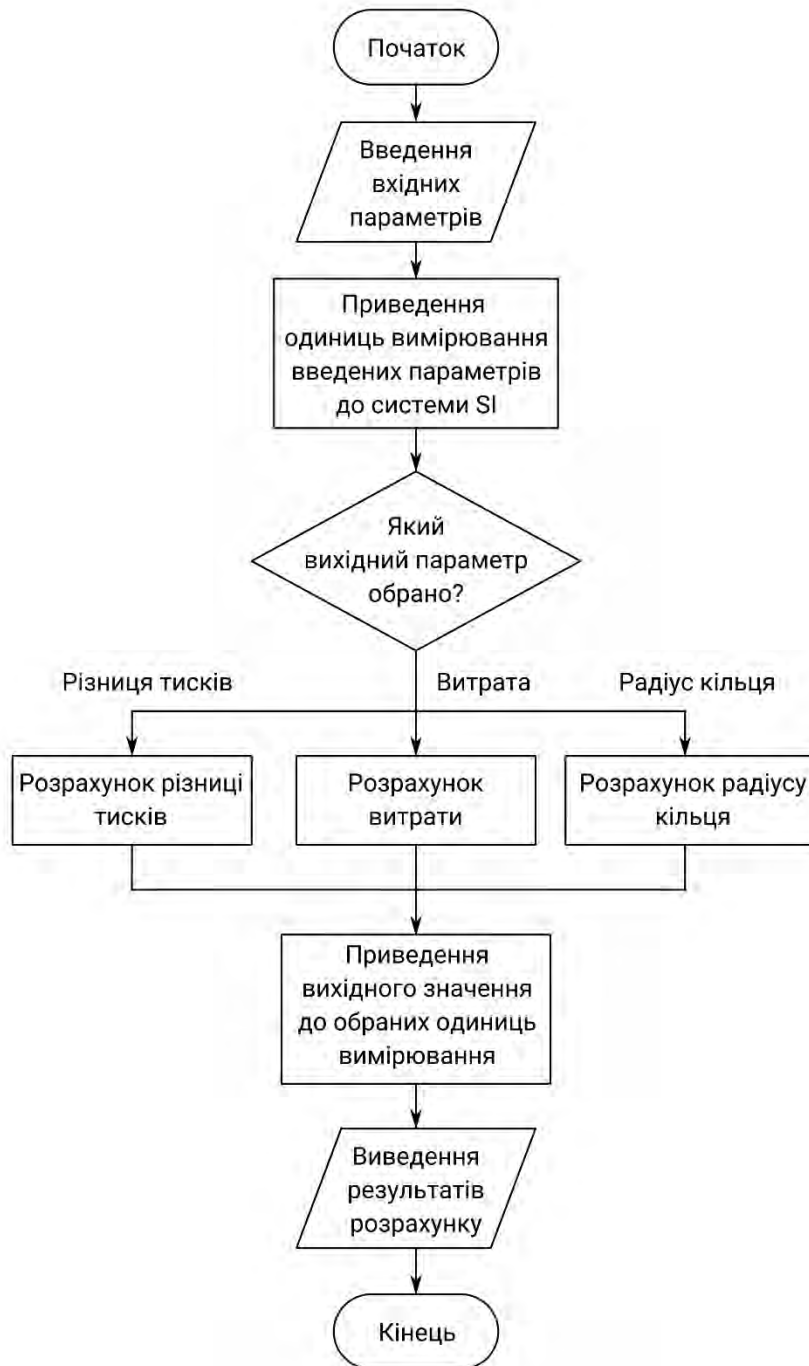 Початок
Введення
вхідних
параметрів
Приведення
одиниць вимірювання
введених параметрів
до системи SI
Який
вихідний параметр
обрано?
Різниця тисків
Витрата
Радіус кільця
Розрахунок різниці
тисків
Розрахунок
витрати
Розрахунок радіусу
кільця
Приведення
вихідного значення
до обраних одиниць
вимірювання
Виведення
результатів
розрахунку
Кінець